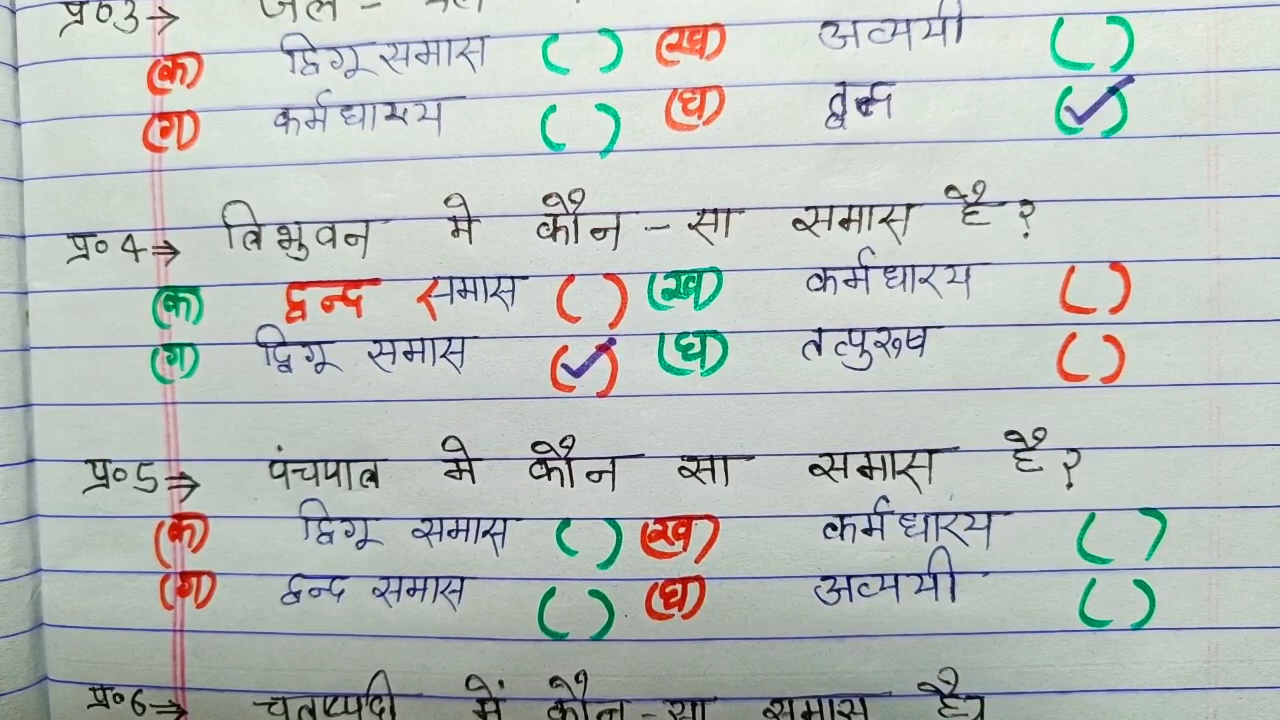 प्र०3→ जल -
(क) द्विगू समास ( ) (ख) अव्ययी ( )
(ग) कर्मधारय ( ) (घ) द्वन्द (✓)
प्र०4→ त्रिभुवन मे कौन - सा समास है?
(क) द्वन्द समास ( ) (ख) कर्मधारय ( )
(ग) द्विगू समास (✓) (घ) तत्पुरुष ( )
प्र०5→ पंचपात्र मे कौन सा समास है?
(क) द्विगू समास ( ) (ख) कर्मधारय ( )
(ग) द्वन्द समास ( ) (घ) अव्ययी ( )
प्र०6→ चतुष्पदी में कौन-सा समास है